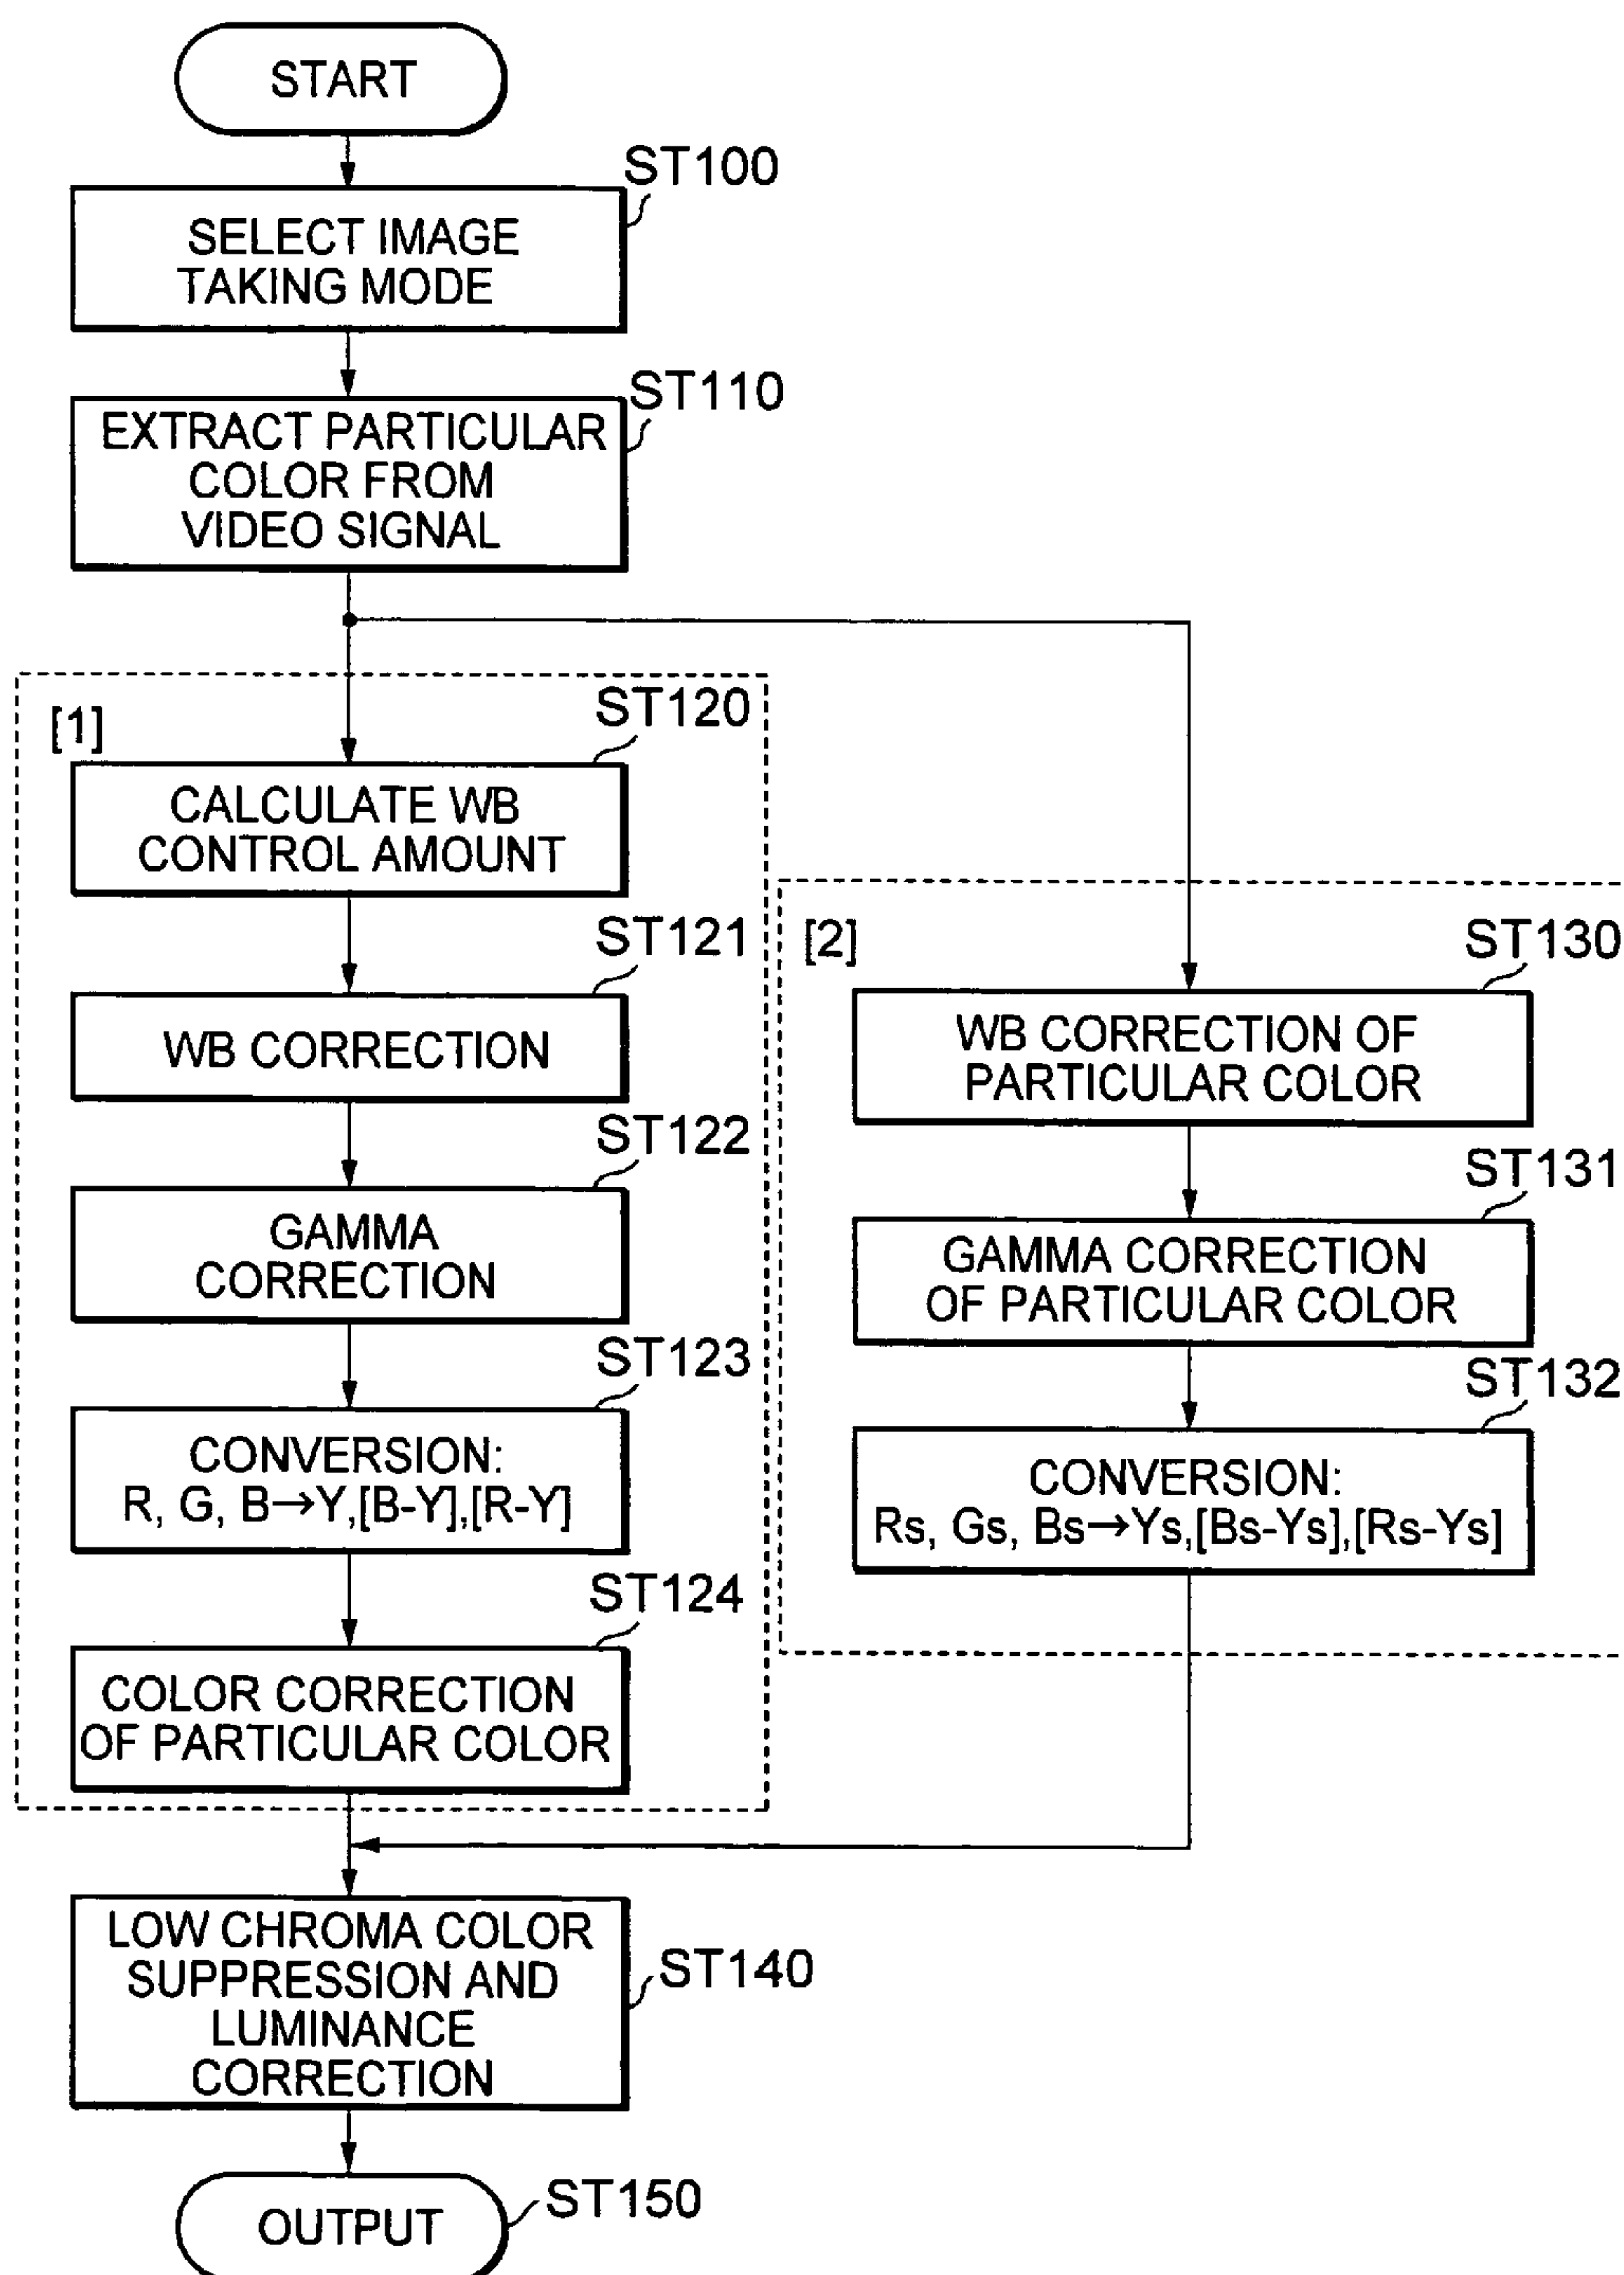 START
ST100
SELECT IMAGE
TAKING MODE
ST110
EXTRACT PARTICULAR
COLOR FROM
VIDEO SIGNAL
[1]
ST120
CALCULATE WB
CONTROL AMOUNT
ST121
WB CORRECTION
ST122
GAMMA
CORRECTION
ST123
CONVERSION:
R, G, B→Y,[B-Y],[R-Y]
ST124
COLOR CORRECTION
OF PARTICULAR COLOR
[2]
ST130
WB CORRECTION OF
PARTICULAR COLOR
ST131
GAMMA CORRECTION
OF PARTICULAR COLOR
ST132
CONVERSION:
Rs, Gs, Bs→Ys,[Bs-Ys],[Rs-Ys]
LOW CHROMA COLOR
SUPPRESSION AND
LUMINANCE
CORRECTION
ST140
OUTPUT
ST150